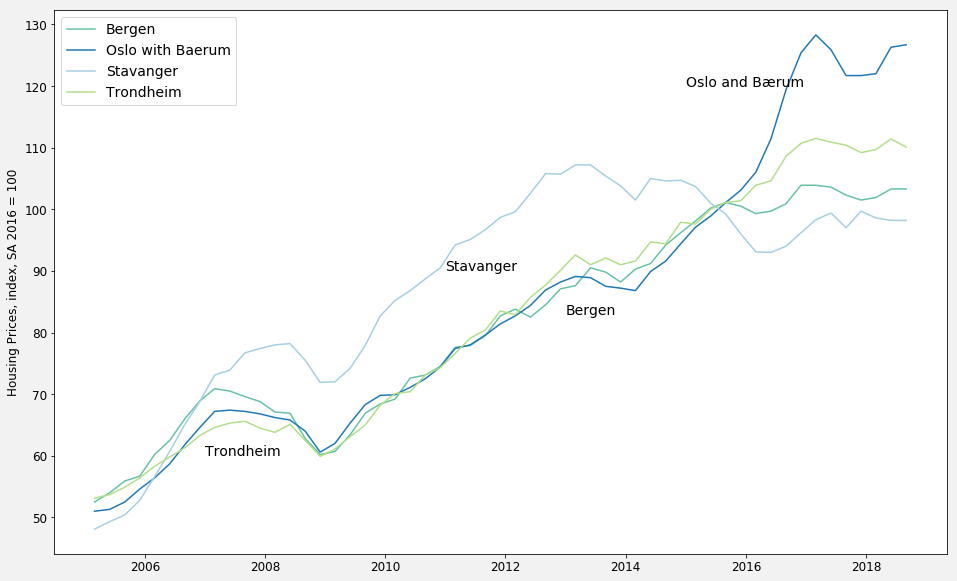 Bergen
Oslo with Baerum
Stavanger
Trondheim
Housing Prices, index, SA 2016 = 100
130
120
110
100
90
80
70
60
50
Oslo and Bærum
Stavanger
Bergen
Trondheim
2006 2008 2010 2012 2014 2016 2018